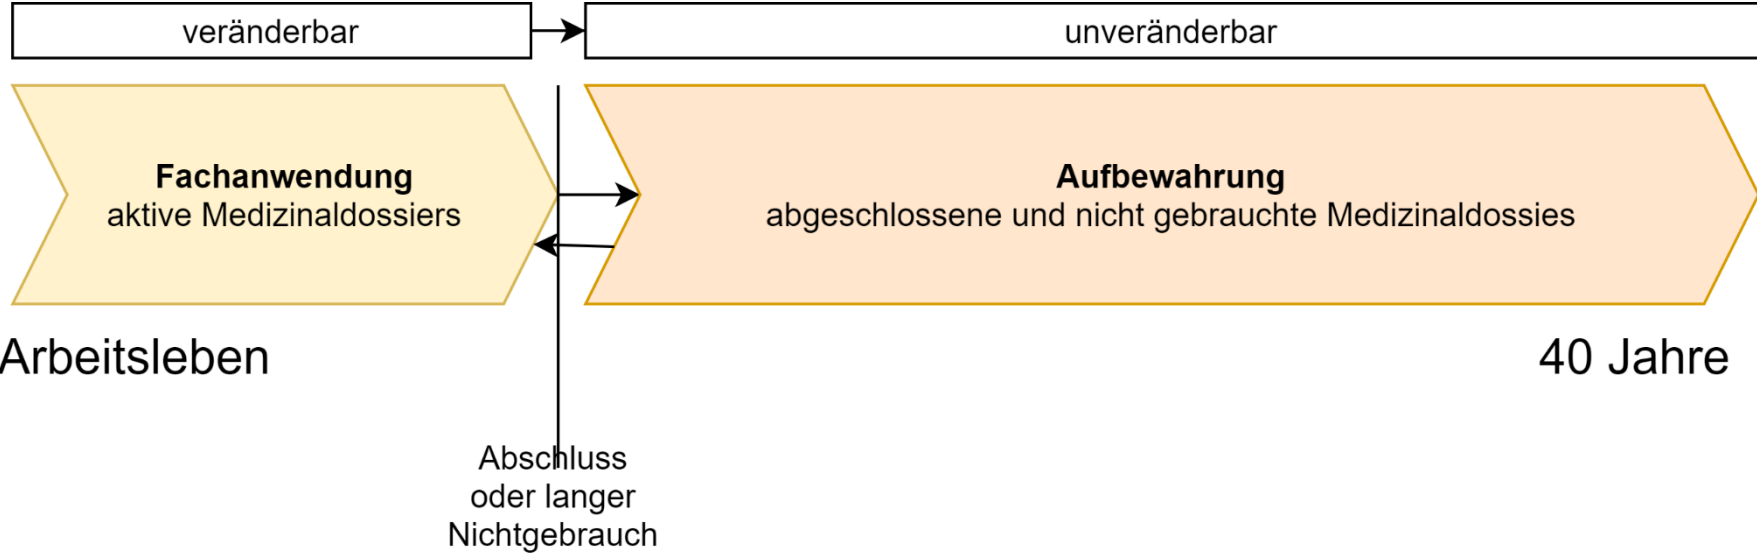 veränderbar
unveränderbar
Fachanwendung
aktive Medizinaldossiers
Aufbewahrung
abgeschlossene und nicht gebrauchte Medizinaldossies
Arbeitsleben
40 Jahre
Abschluss
oder langer
Nichtgebrauch